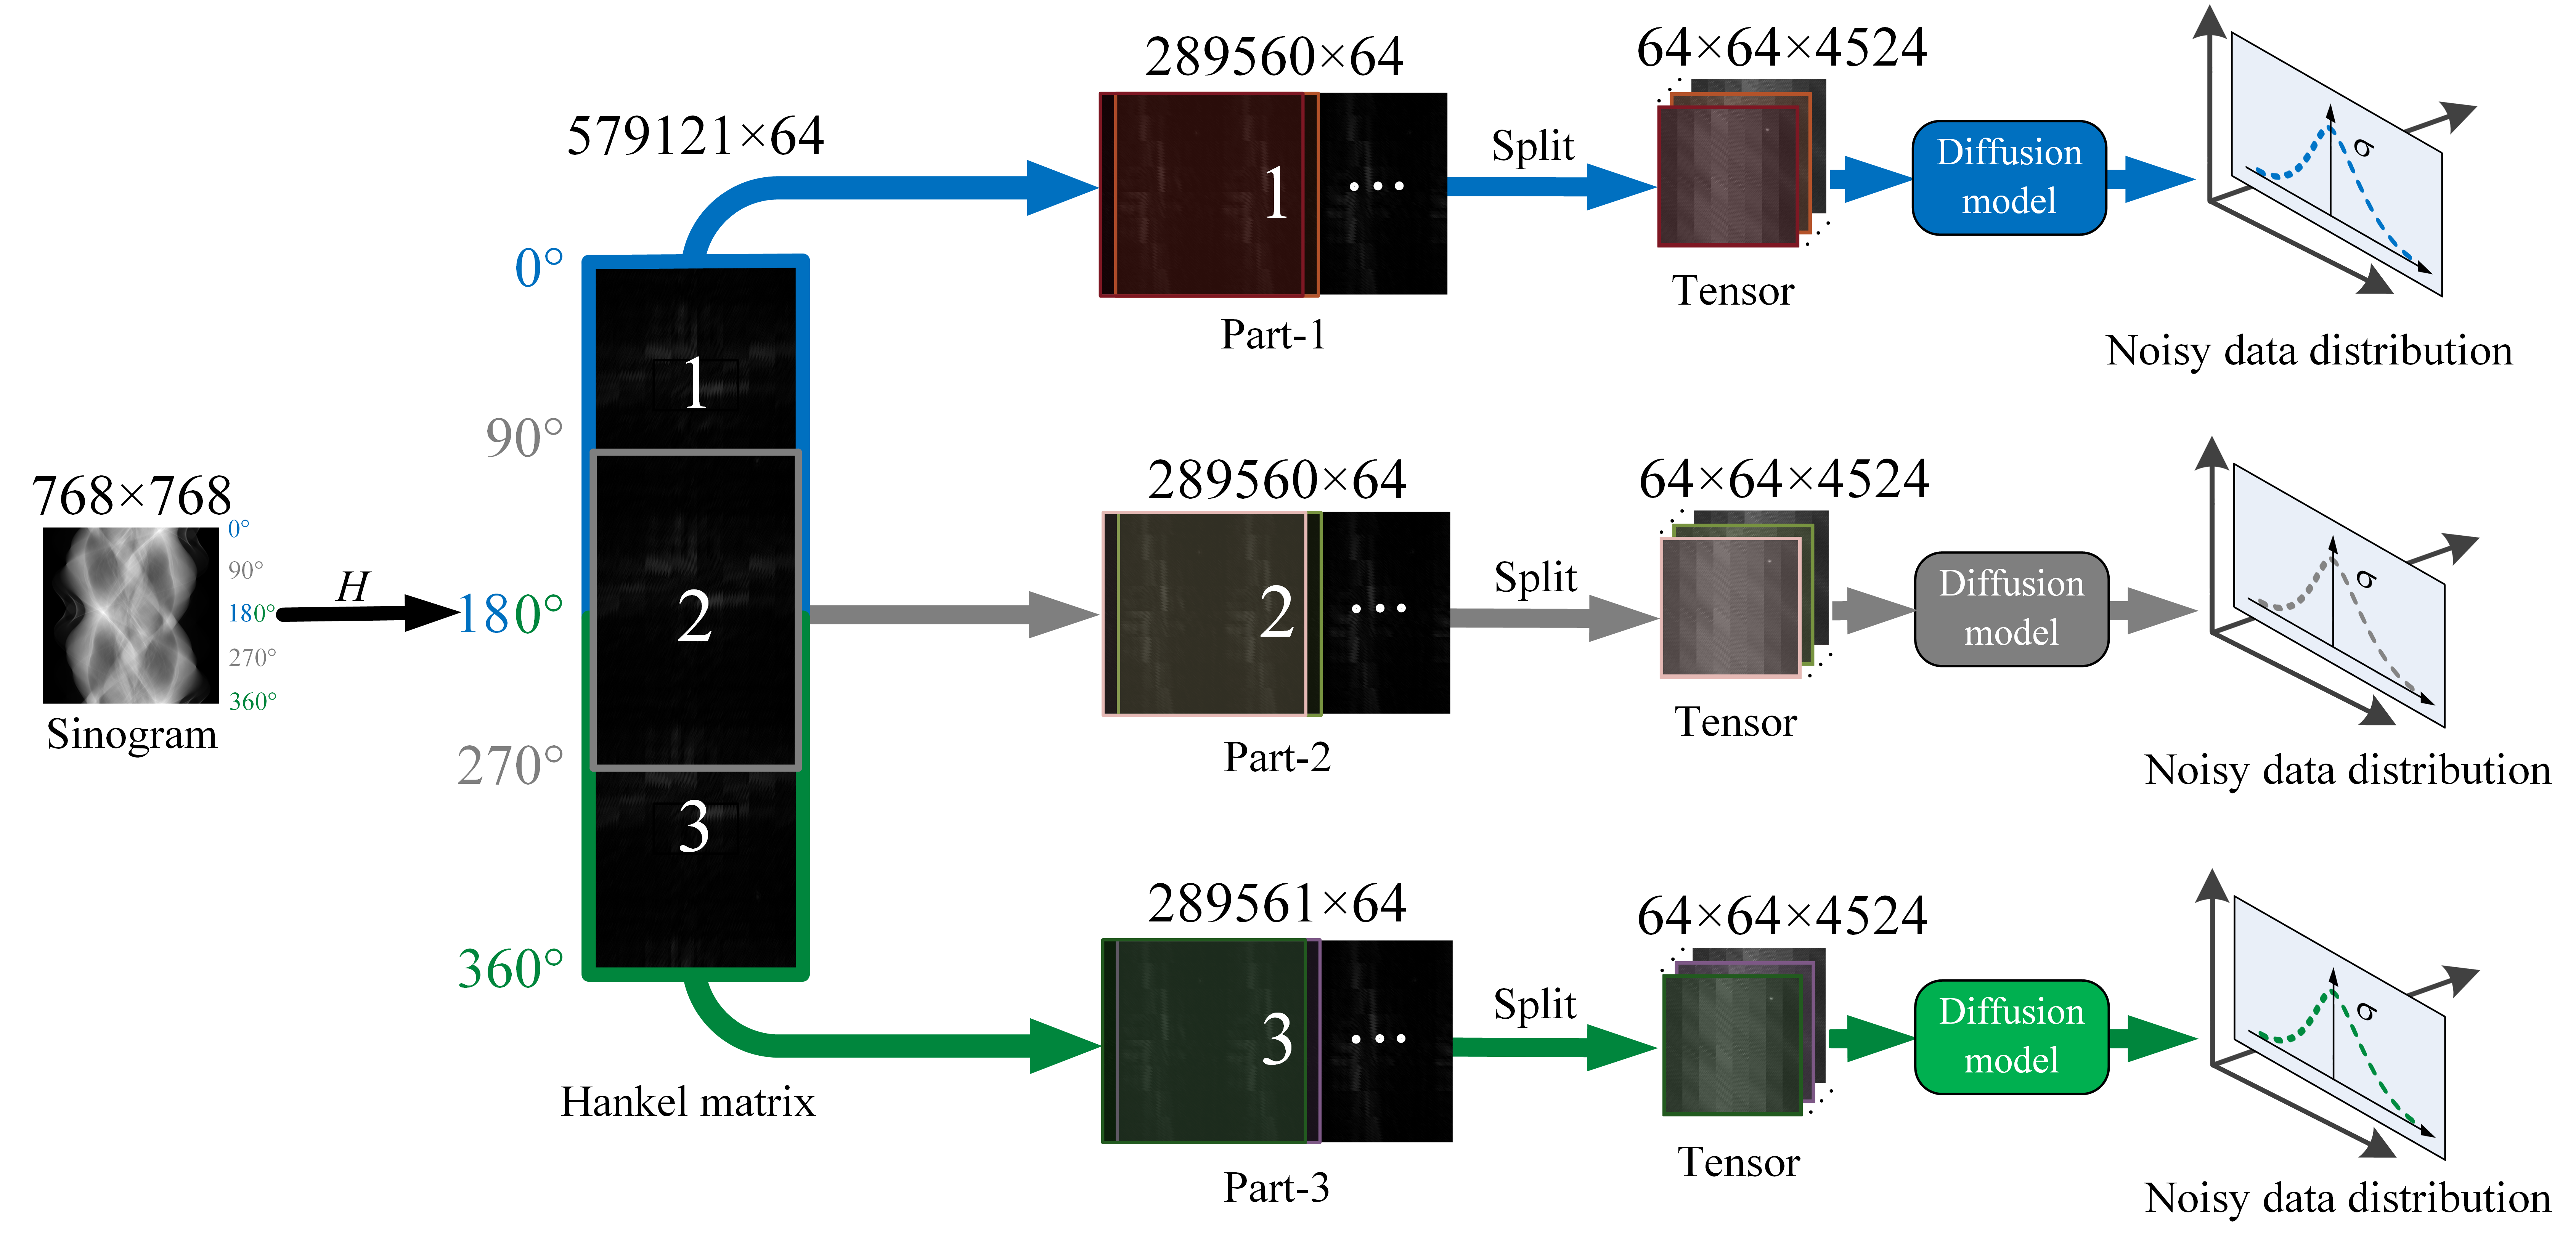 768×768
0°
90°
180°
270°
360°
Sinogram
H
579121×64
0°
90°
180°
270°
360°
1
2
3
Hankel matrix
289560×64
1
...
Part-1
Split
64×64×4524
Tensor
Diffusion
model
σ
Noisy data distribution
289560×64
2
...
Part-2
Split
64×64×4524
Tensor
Diffusion
model
σ
Noisy data distribution
289561×64
3
...
Part-3
Split
64×64×4524
Tensor
Diffusion
model
σ
Noisy data distribution